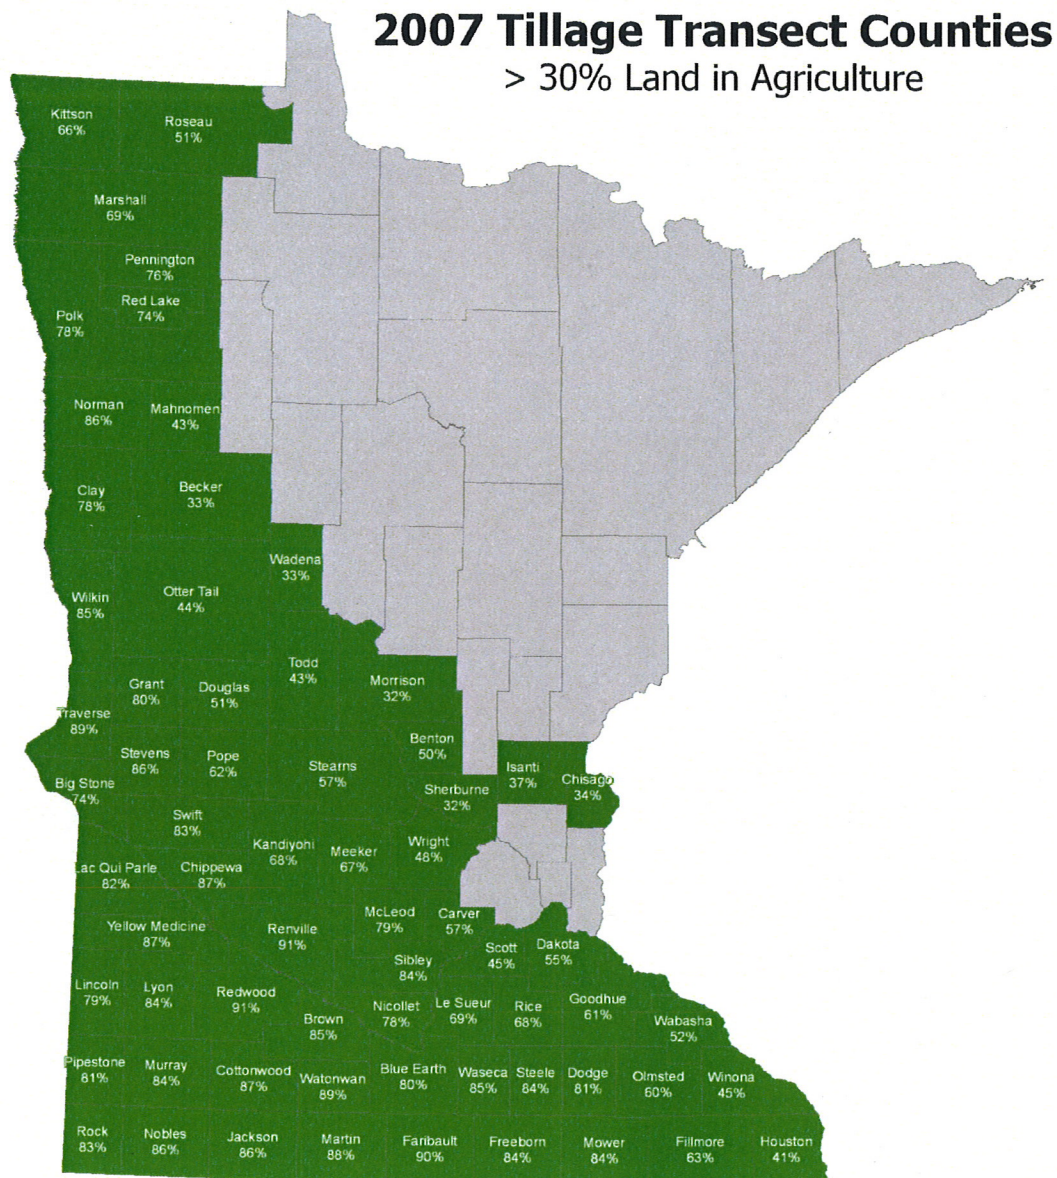 2007 Tillage Transect Counties
> 30% Land in Agriculture
Kittson
66%
Roseau
51%
Marshall
69%
Pennington
76%
Red Lake
74%
Polk
78%
Norman
86%
Mahnomen
43%
Clay
78%
Becker
33%
Wadena
33%
Wilkin
85%
Otter Tail
44%
Todd
43%
Morrison
32%
Grant
80%
Douglas
51%
Traverse
89%
Benton
50%
Stevens
86%
Pope
62%
Stearns
57%
Isanti
37%
Chisago
34%
Big Stone
74%
Sherburne
32%
Swift
83%
Kandiyohi
68%
Meeker
67%
Wright
48%
Lac Qui Parle
82%
Chippewa
87%
McLeod
79%
Carver
57%
Yellow Medicine
87%
Renville
91%
Scott
45%
Dakota
55%
Sibley
84%
Lincoln
79%
Lyon
84%
Redwood
91%
Brown
85%
Nicollet
78%
Le Sueur
69%
Rice
68%
Goodhue
61%
Wabasha
52%
Pipestone
81%
Murray
84%
Cottonwood
87%
Watonwan
89%
Blue Earth
80%
Waseca
85%
Steele
84%
Dodge
81%
Olmsted
60%
Winona
45%
Rock
83%
Nobles
86%
Jackson
86%
Martin
88%
Faribault
90%
Freeborn
84%
Mower
84%
Fillmore
63%
Houston
41%